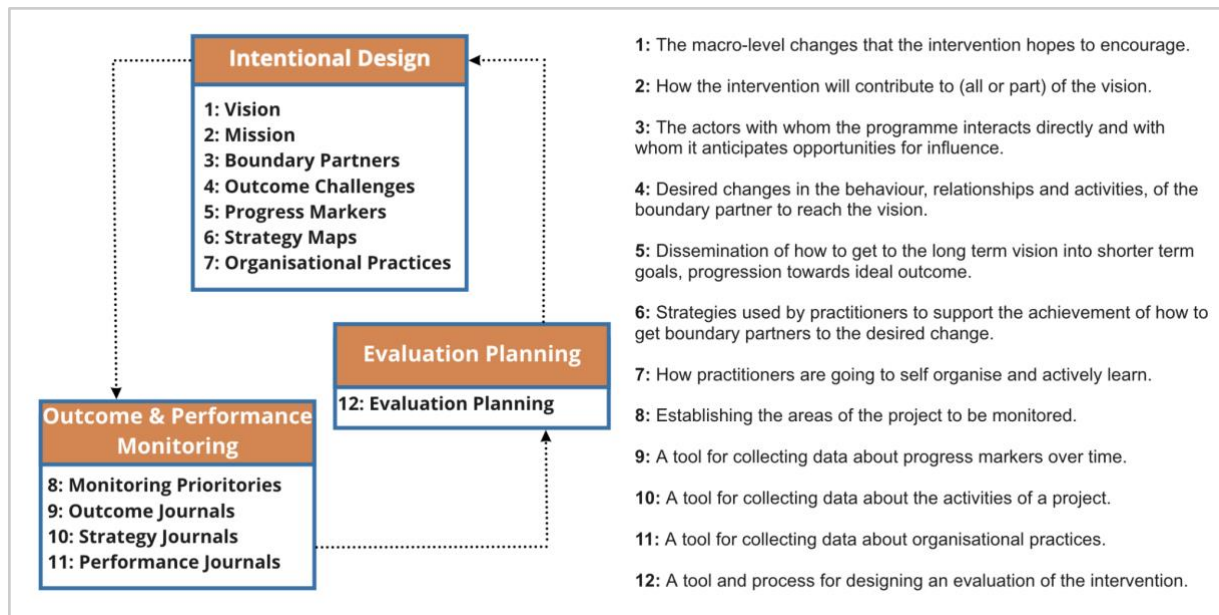 Intentional Design
1: Vision
2: Mission
3: Boundary Partners
4: Outcome Challenges
5: Progress Markers
6: Strategy Maps
7: Organisational Practices
Evaluation Planning
12: Evaluation Planning
Outcome & Performance
Monitoring
8: Monitoring Prioritories
9: Outcome Journals
10: Strategy Journals
11: Performance Journals
1: The macro-level changes that the intervention hopes to encourage.
2: How the intervention will contribute to (all or part) of the vision.
3: The actors with whom the programme interacts directly and with
whom it anticipates opportunities for influence.
4: Desired changes in the behaviour, relationships and activities, of the
boundary partner to reach the vision.
5: Dissemination of how to get to the long term vision into shorter term
goals, progression towards ideal outcome.
6: Strategies used by practitioners to support the achievement of how to
get boundary partners to the desired change.
7: How practitioners are going to self organise and actively learn.
8: Establishing the areas of the project to be monitored.
9: A tool for collecting data about progress markers over time.
10: A tool for collecting data about the activities of a project.
11: A tool for collecting data about organisational practices.
12: A tool and process for designing an evaluation of the intervention.